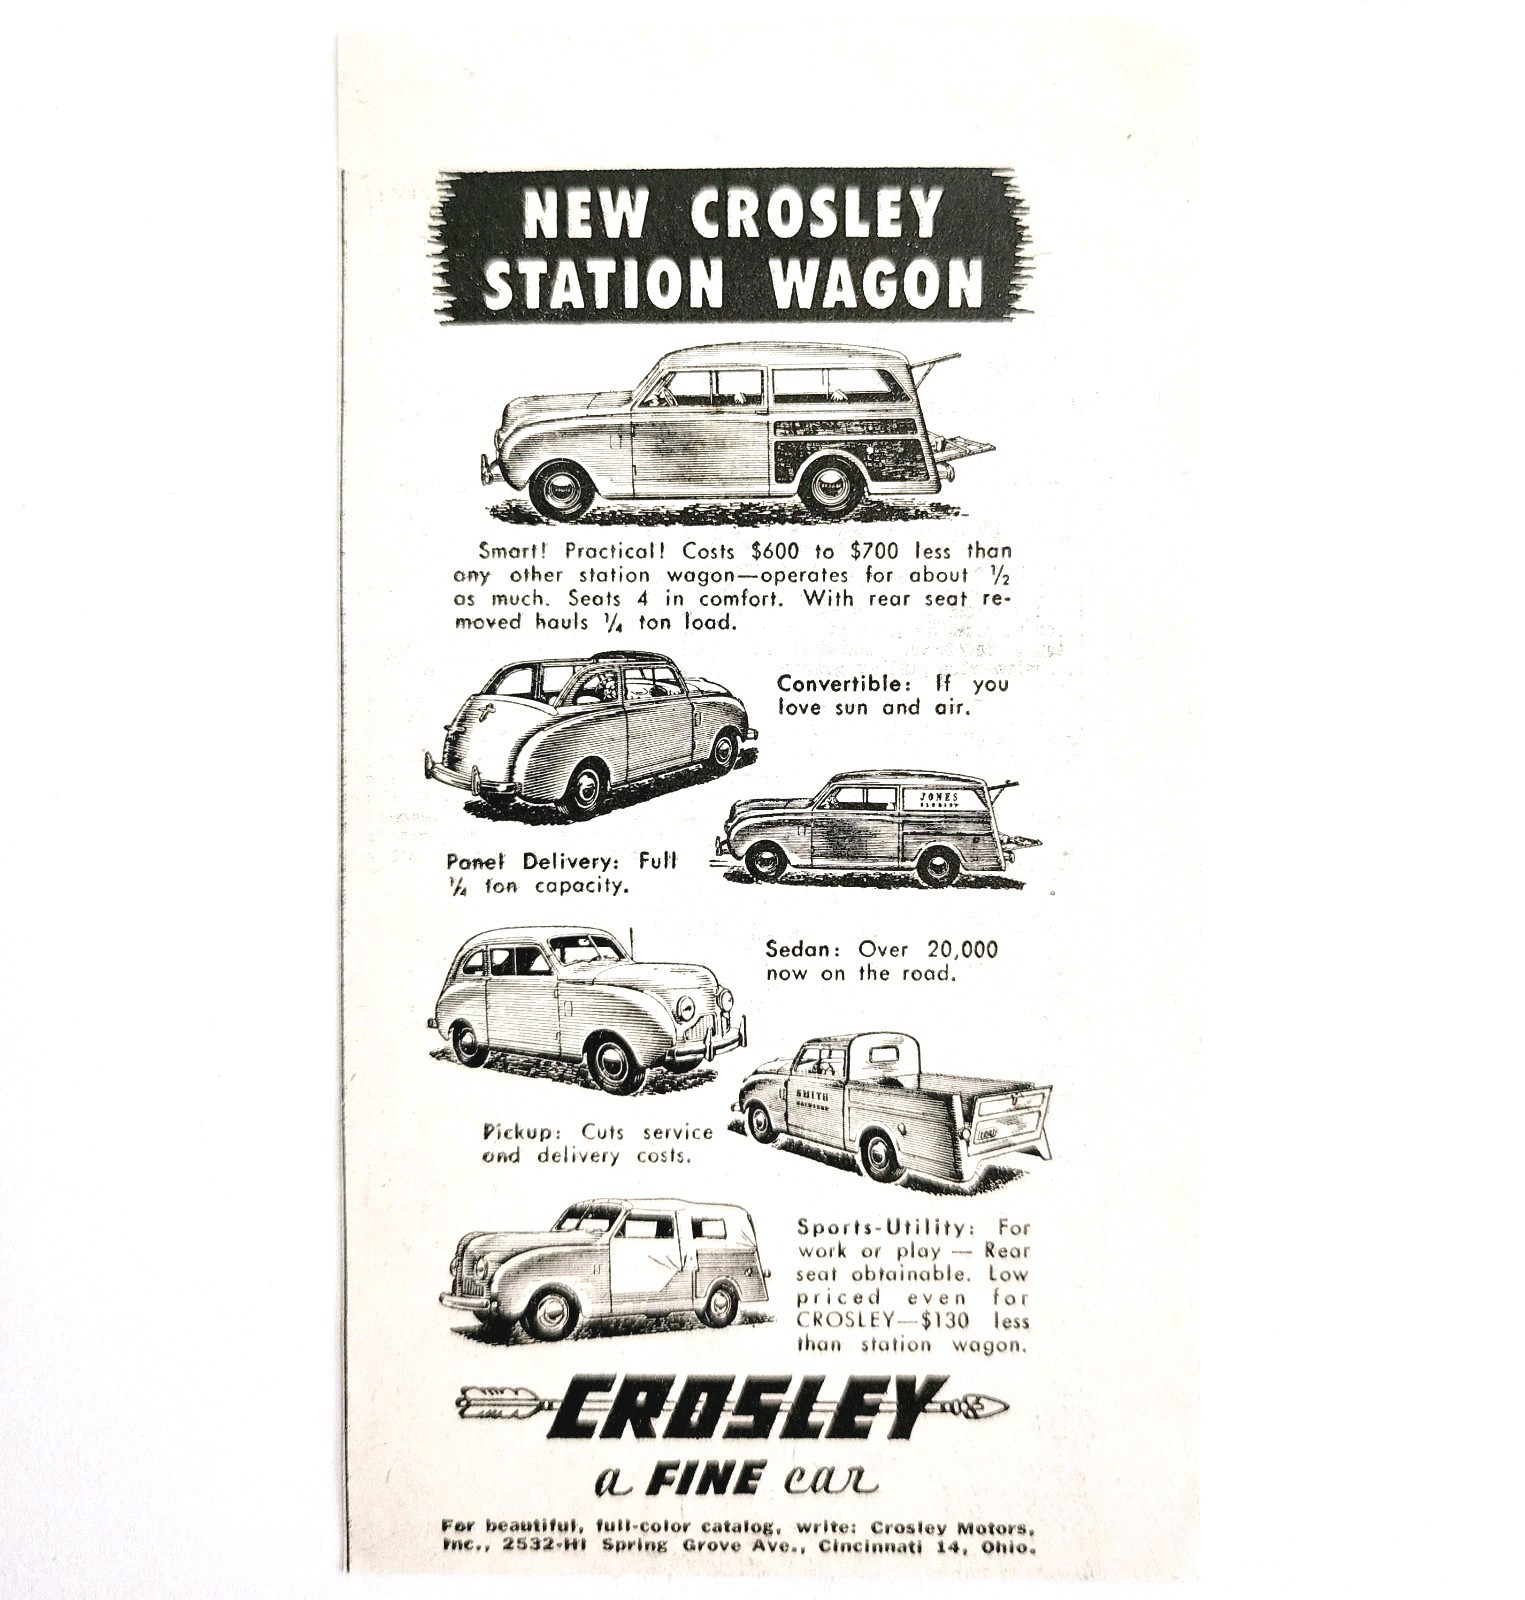 NEW CROSLEY
STATION WAGON
Smart! Practical! Costs $600 to $700 less than
any other station wagon—operates for about ½
as much. Seats 4 in comfort. With rear seat re-
moved hauls ¼ ton load.
Convertible: If you
love sun and air.
JONES
Panel Delivery: Full
¼ ton capacity.
Sedan: Over 20,000
now on the road.
SMITH
Pickup: Cuts service
and delivery costs.
Sports-Utility: For
work or play — Rear
seat obtainable. Low
priced even for
CROSLEY—$130 less
than station wagon.
CROSLEY
a FINE car
For beautiful, full-color catalog, write: Crosley Motors,
Inc., 2532-HI Spring Grove Ave., Cincinnati 14, Ohio.